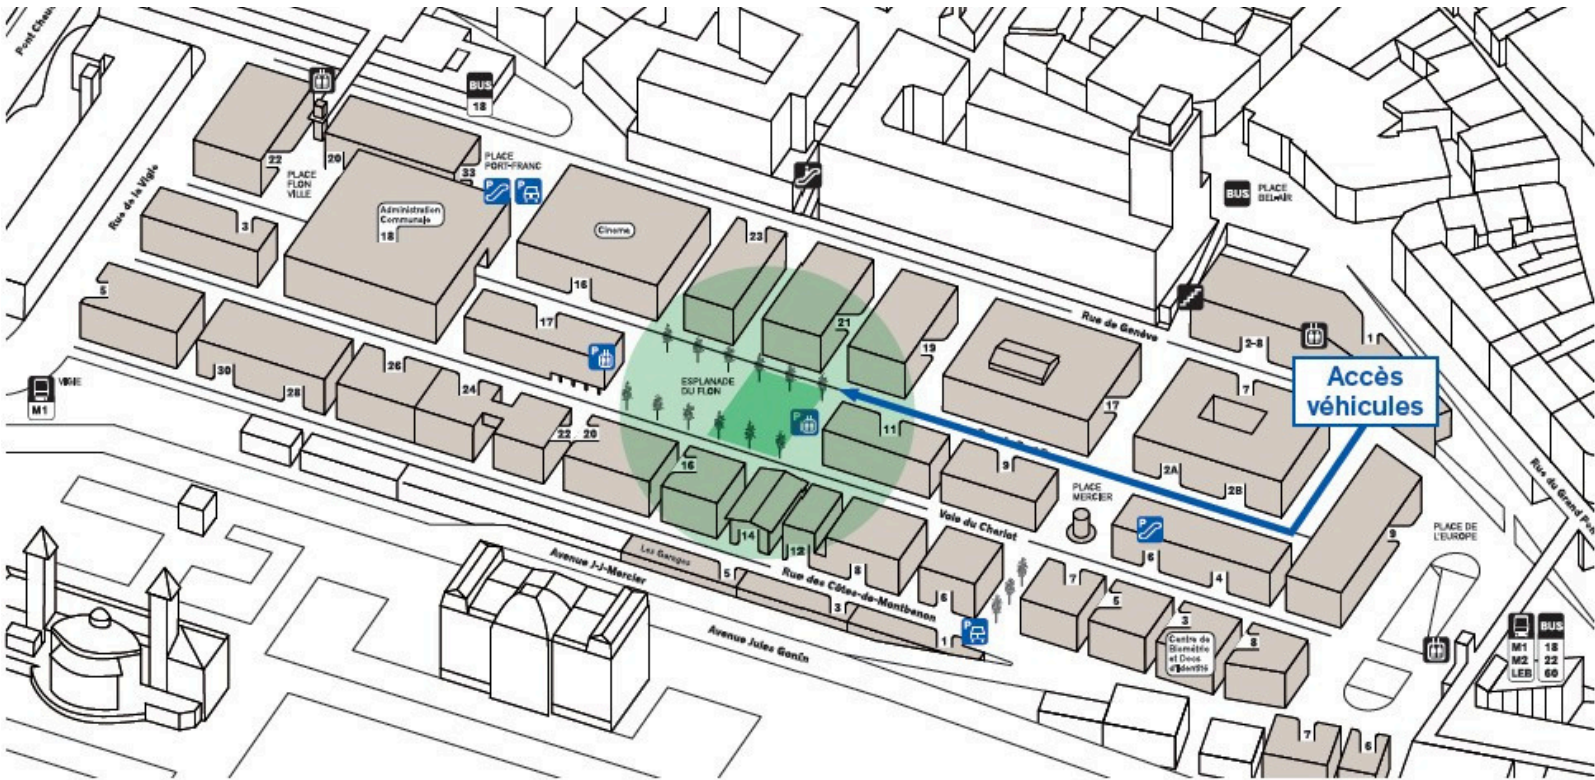 Pont Chau
BUS
18
22
20
PLACE
FLON
VILLE
PLACE
PORT-FRANC
33
P
P
Rue de la Vigie
3
Administration
Communale
18
Cinema
23
BUS
PLACE
BEL-AIR
5
16
17
P
21
19
Rue de Genève
2-8
1
Accès
véhicules
7
30
28
26
24
22
20
ESPLANADE
DU FLON
P
11
17
VIGIE
M1
16
9
2A
2B
Rue du Grand Pon
PLACE
MERCIER
Voie du Chariot
P
6
4
9
PLACE DE
L'EUROPE
14
12
8
6
Les Garages
5
3
1
P
Avenue J-J-Mercier
Rue des Côtes-de-Montbenon
Avenue Jules Gonin
7
5
3
8
Centre de
Biométrie
et Docs
d'Identité
M1
M2
LEB
BUS
18
22
60
7
6